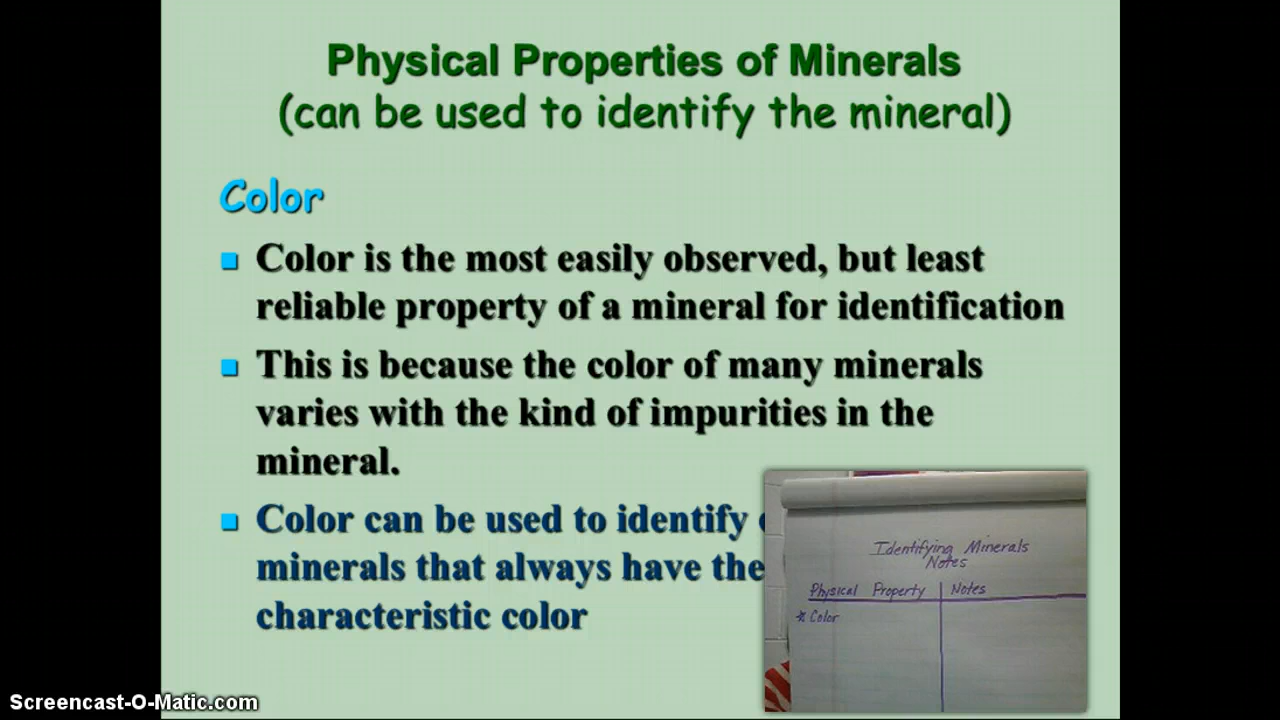 Physical Properties of Minerals
(can be used to identify the mineral)
Color
Color is the most easily observed, but least
reliable property of a mineral for identification
This is because the color of many minerals
varies with the kind of impurities in the
mineral.
Color can be used to identify
minerals that always have the
characteristic color
Identifying Minerals
Notes
Physical Property Notes
* Color
Screencast-O-Matic.com